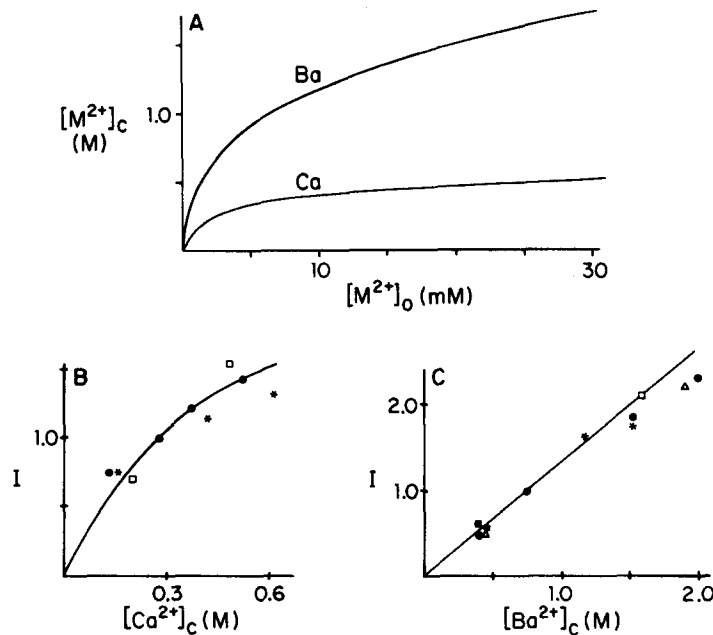 A
Ba
[M²⁺]c
(M)
1.0
Ca
10
30
[M²⁺]o (mM)
B
1.0
I
0.3
0.6
[Ca²⁺]c (M)
C
2.0
I
1.0
1.0
2.0
[Ba²⁺]c (M)